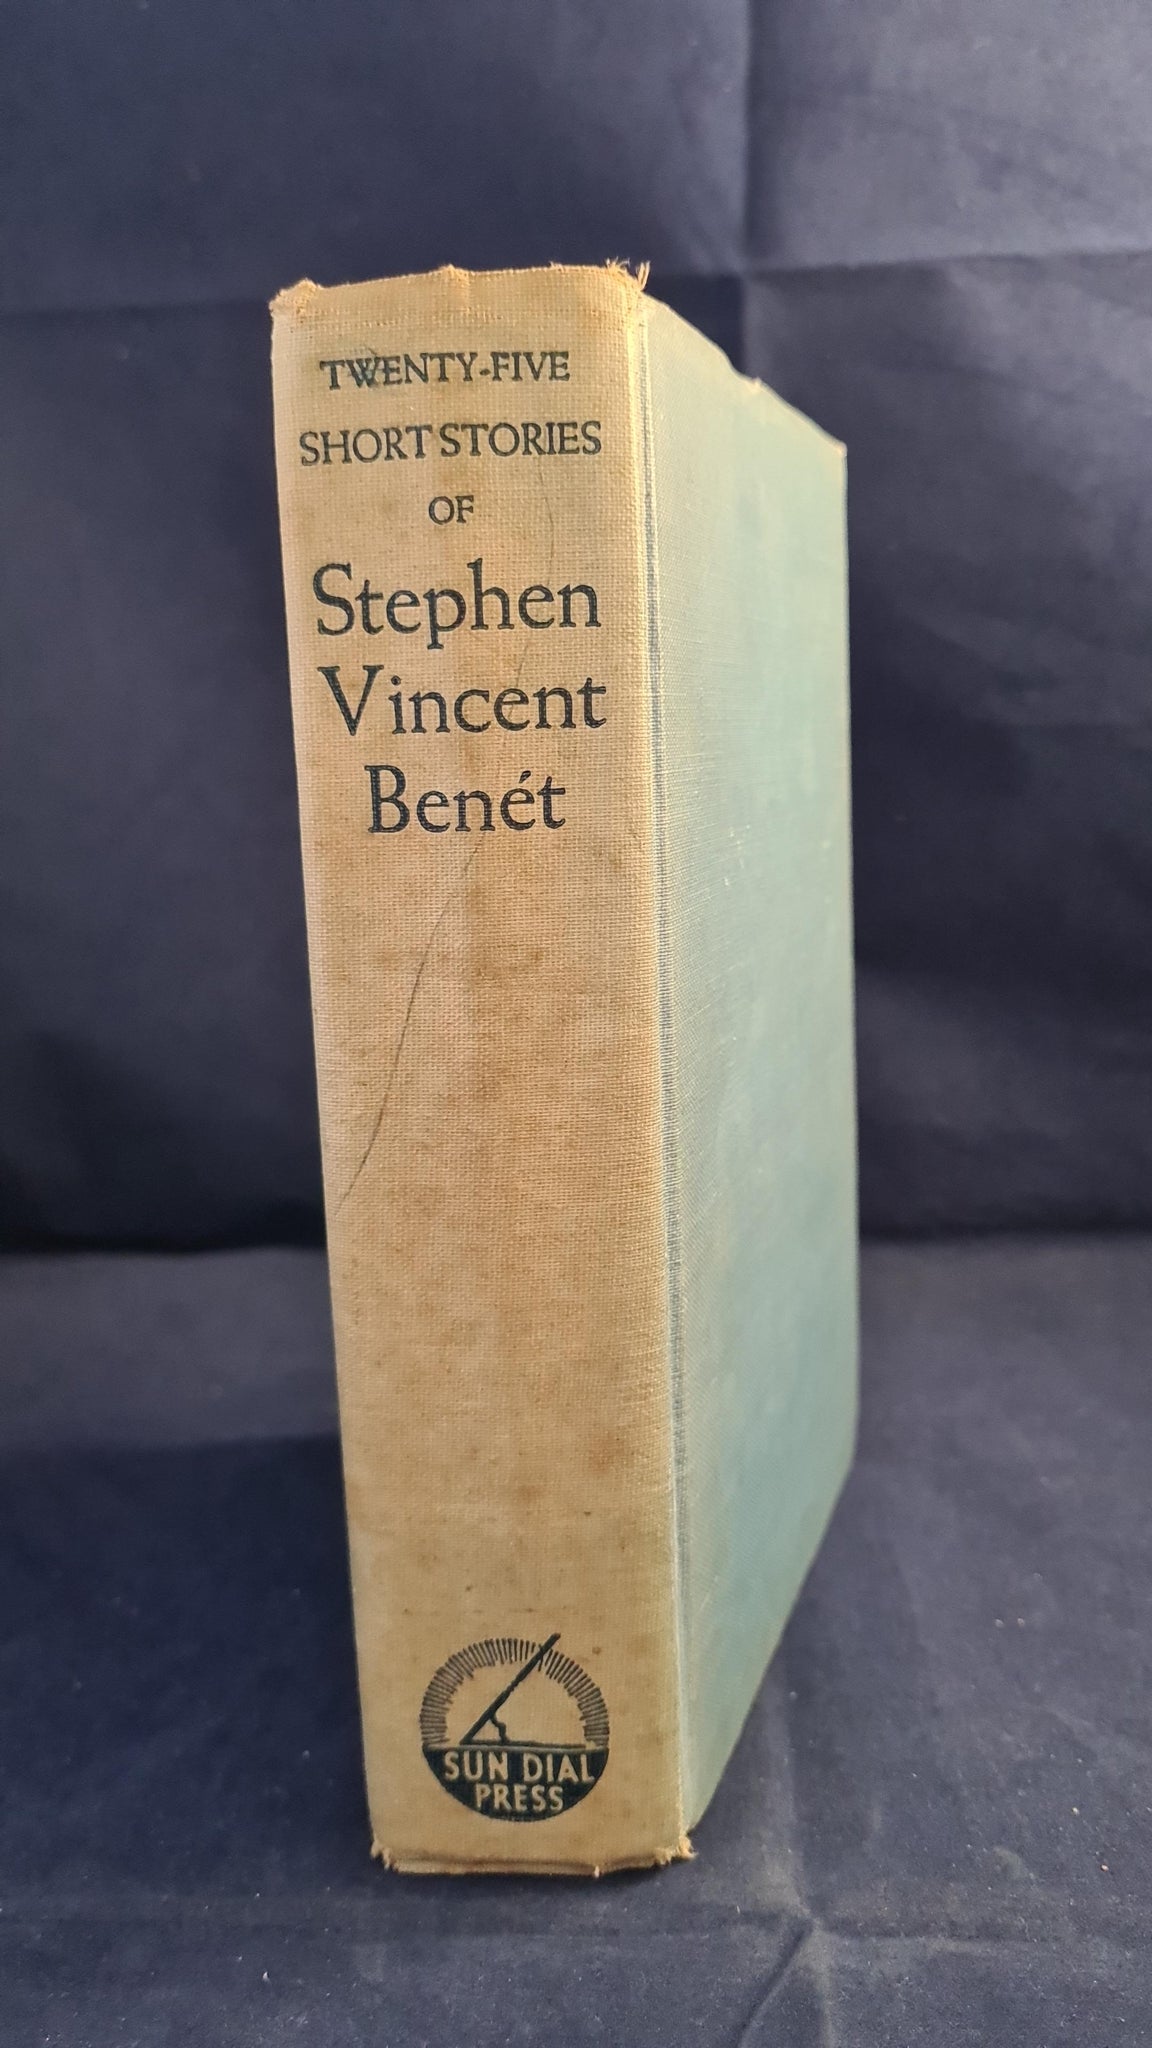 TWENTY-FIVE
SHORT STORIES
OF
Stephen
Vincent
Benét
SUN DIAL
PRESS